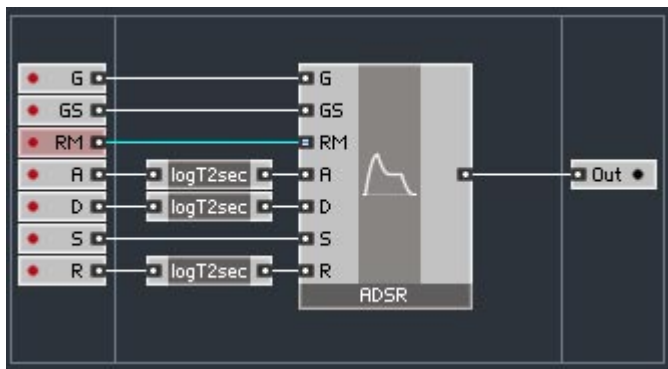 G G
GS GS
RM RM
A logT2sec A Out
D logT2sec D
S S
R logT2sec R
ADSR